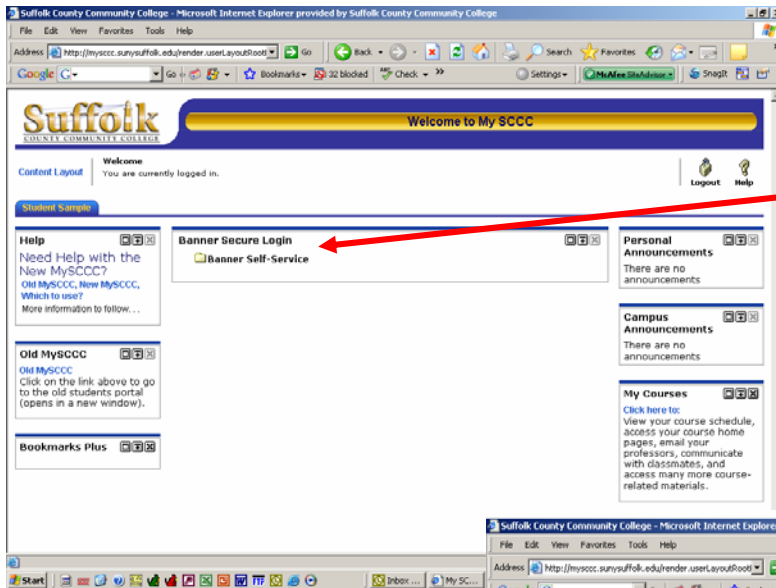 Suffolk County Community College - Microsoft Internet Explorer provided by Suffolk County Community College
File Edit View Favorites Tools Help
Address http://mysccc.sunysuffolk.edu/render.userLayoutRootN Go Back Search Favorites
Google G Go Bookmarks 32 blocked Check Settings McAfee SiteAdvisor SnagIt
Suffolk
COUNTY COMMUNITY COLLEGE
Welcome to My SCCC
Content Layout
Welcome
You are currently logged in.
Logout Help
Student Sample
Help
Need Help with the
New MySCCC?
Old MySCCC, New MySCCC,
Which to use?
More information to follow...
Old MySCCC
Old MySCCC
Click on the link above to go
to the old students portal
(opens in a new window).
Bookmarks Plus
Banner Secure Login
Banner Self-Service
Personal
Announcements
There are no
announcements
Campus
Announcements
There are no
announcements
My Courses
Click here to:
View your course schedule,
access your course home
pages, email your
professors, communicate
with classmates, and
access many more course-
related materials.
Start Inbox ... My SC...
Suffolk County Community College - Microsoft Internet Explore
File Edit View Favorites Tools Help
Address http://mysccc.sunysuffolk.edu/render.userLayoutRootN